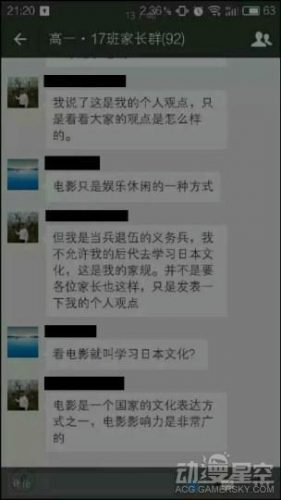 21:20
63
高一·17班家长群(92)
我说了这是我的个人观点，只
是看看大家的观点是怎么样
的。
电影只是娱乐休闲的一种方式
但我是当兵退伍的义务兵，我
不允许我的后代去学习日本文
化，这是我的家规。并不是要
各位家长也这样，只是发表一
下我的个人观点
看电影就叫学习日本文化?
电影是一个国家的文化表达方
式之一，电影影响力是非常广
的
动漫星空
ACG.GAMERSKY.COM